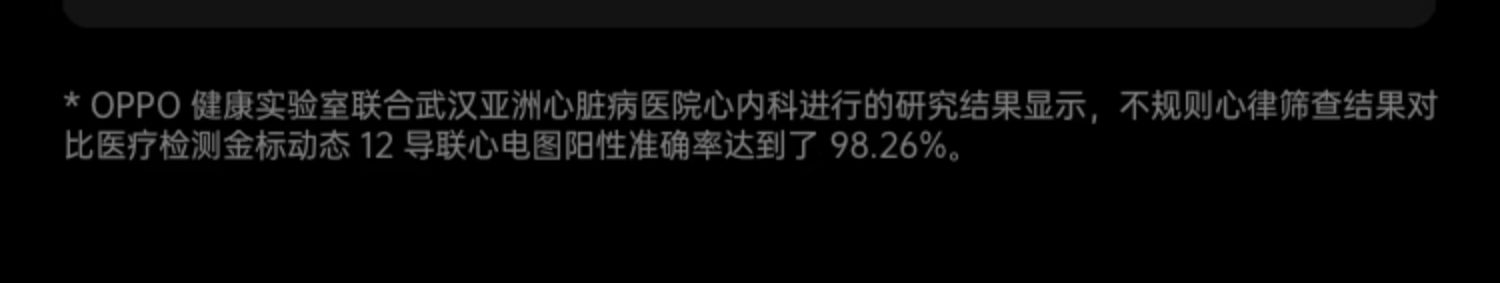 * OPPO 健康实验室联合武汉亚洲心脏病医院心内科进行的研究结果显示，不规则心律筛查结果对
比医疗检测金标动态 12 导联心电图阳性准确率达到了 98.26%。